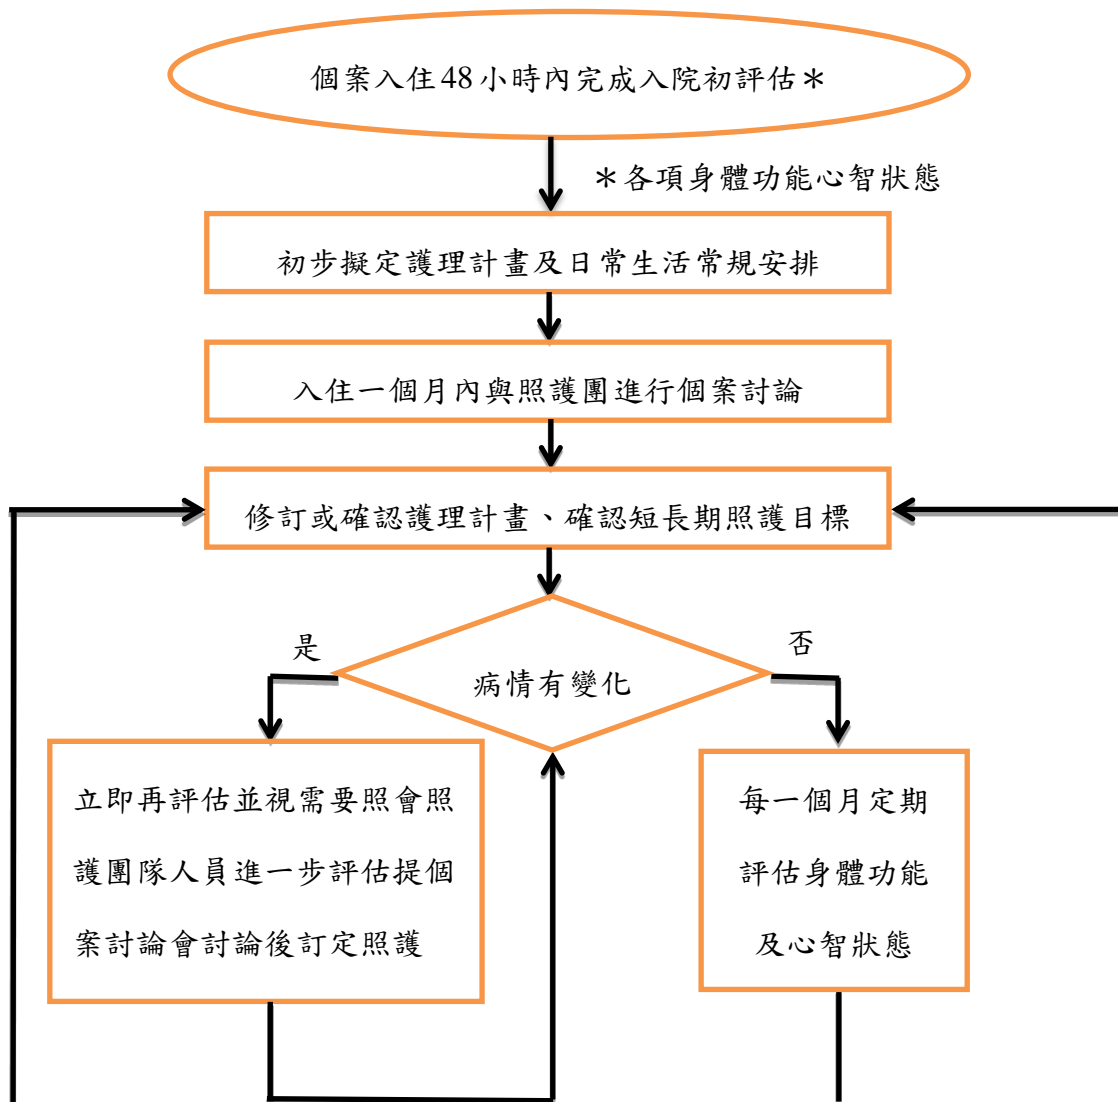 個案入住48小時內完成入院初評估＊
＊各項身體功能心智狀態
初步擬定護理計畫及日常生活常規安排
入住一個月內與照護團進行個案討論
修訂或確認護理計畫、確認短長期照護目標
是
否
病情有變化
立即再評估並視需要照會照
護團隊人員進一步評估提個
案討論會討論後訂定照護
每一個月定期
評估身體功能
及心智狀態